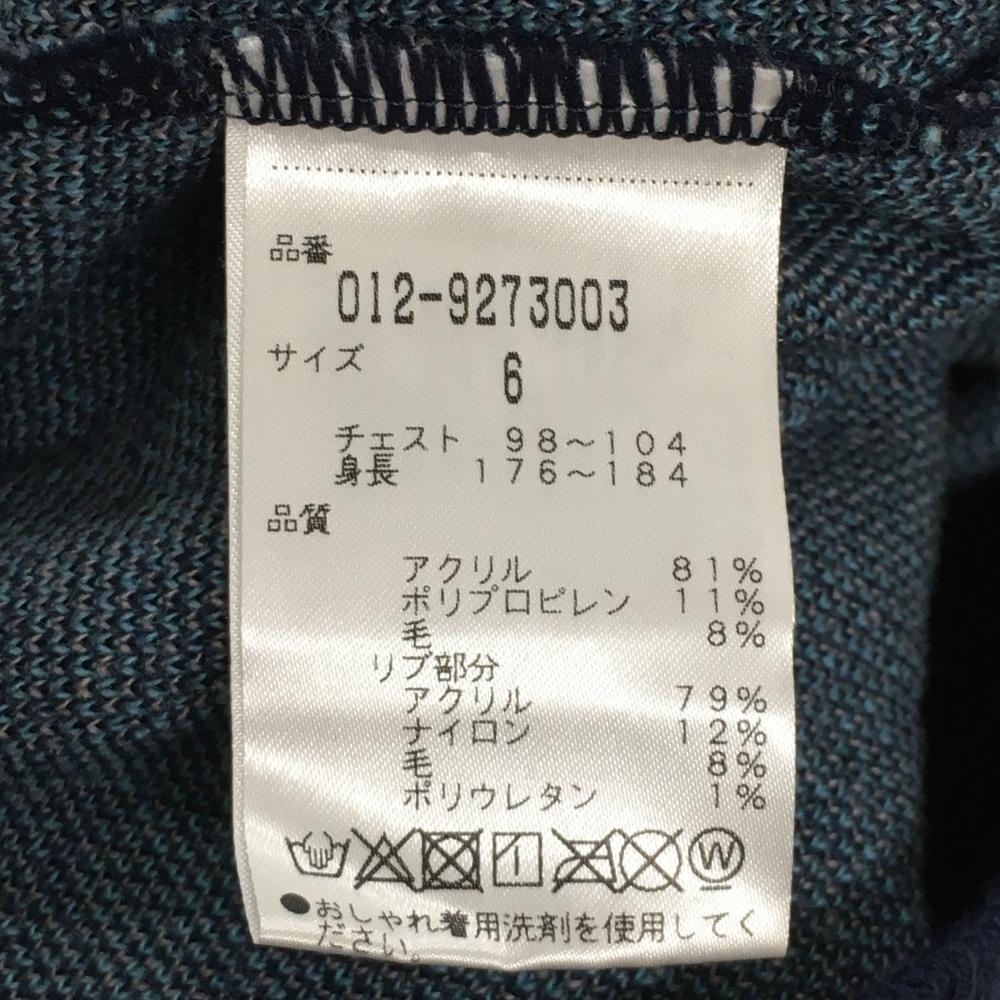 品番
012-9273003
サイズ 6
チェスト 98〜104
身長 176〜184
品質
アクリル 81%
ポリプロピレン 11%
毛 8%
リブ部分
アクリル 79%
ナイロン 12%
毛 8%
ポリウレタン 1%
W
●おしゃれ着用洗剤を使用してく
ださい。